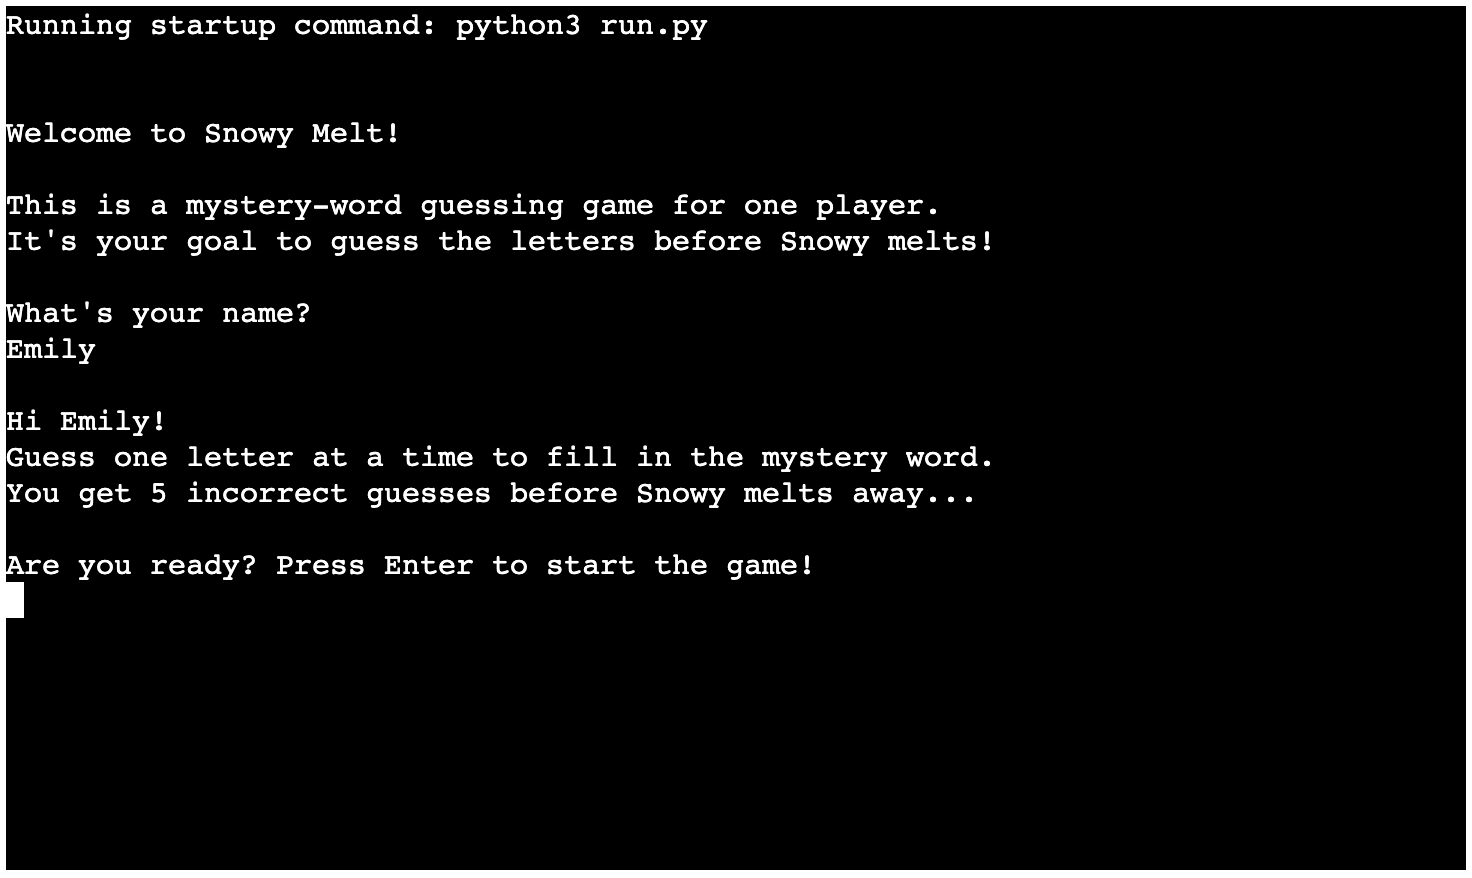 Running startup command: python3 run.py
Welcome to Snowy Melt!
This is a mystery-word guessing game for one player.
It's your goal to guess the letters before Snowy melts!
What's your name?
Emily
Hi Emily!
Guess one letter at a time to fill in the mystery word.
You get 5 incorrect guesses before Snowy melts away...
Are you ready? Press Enter to start the game!